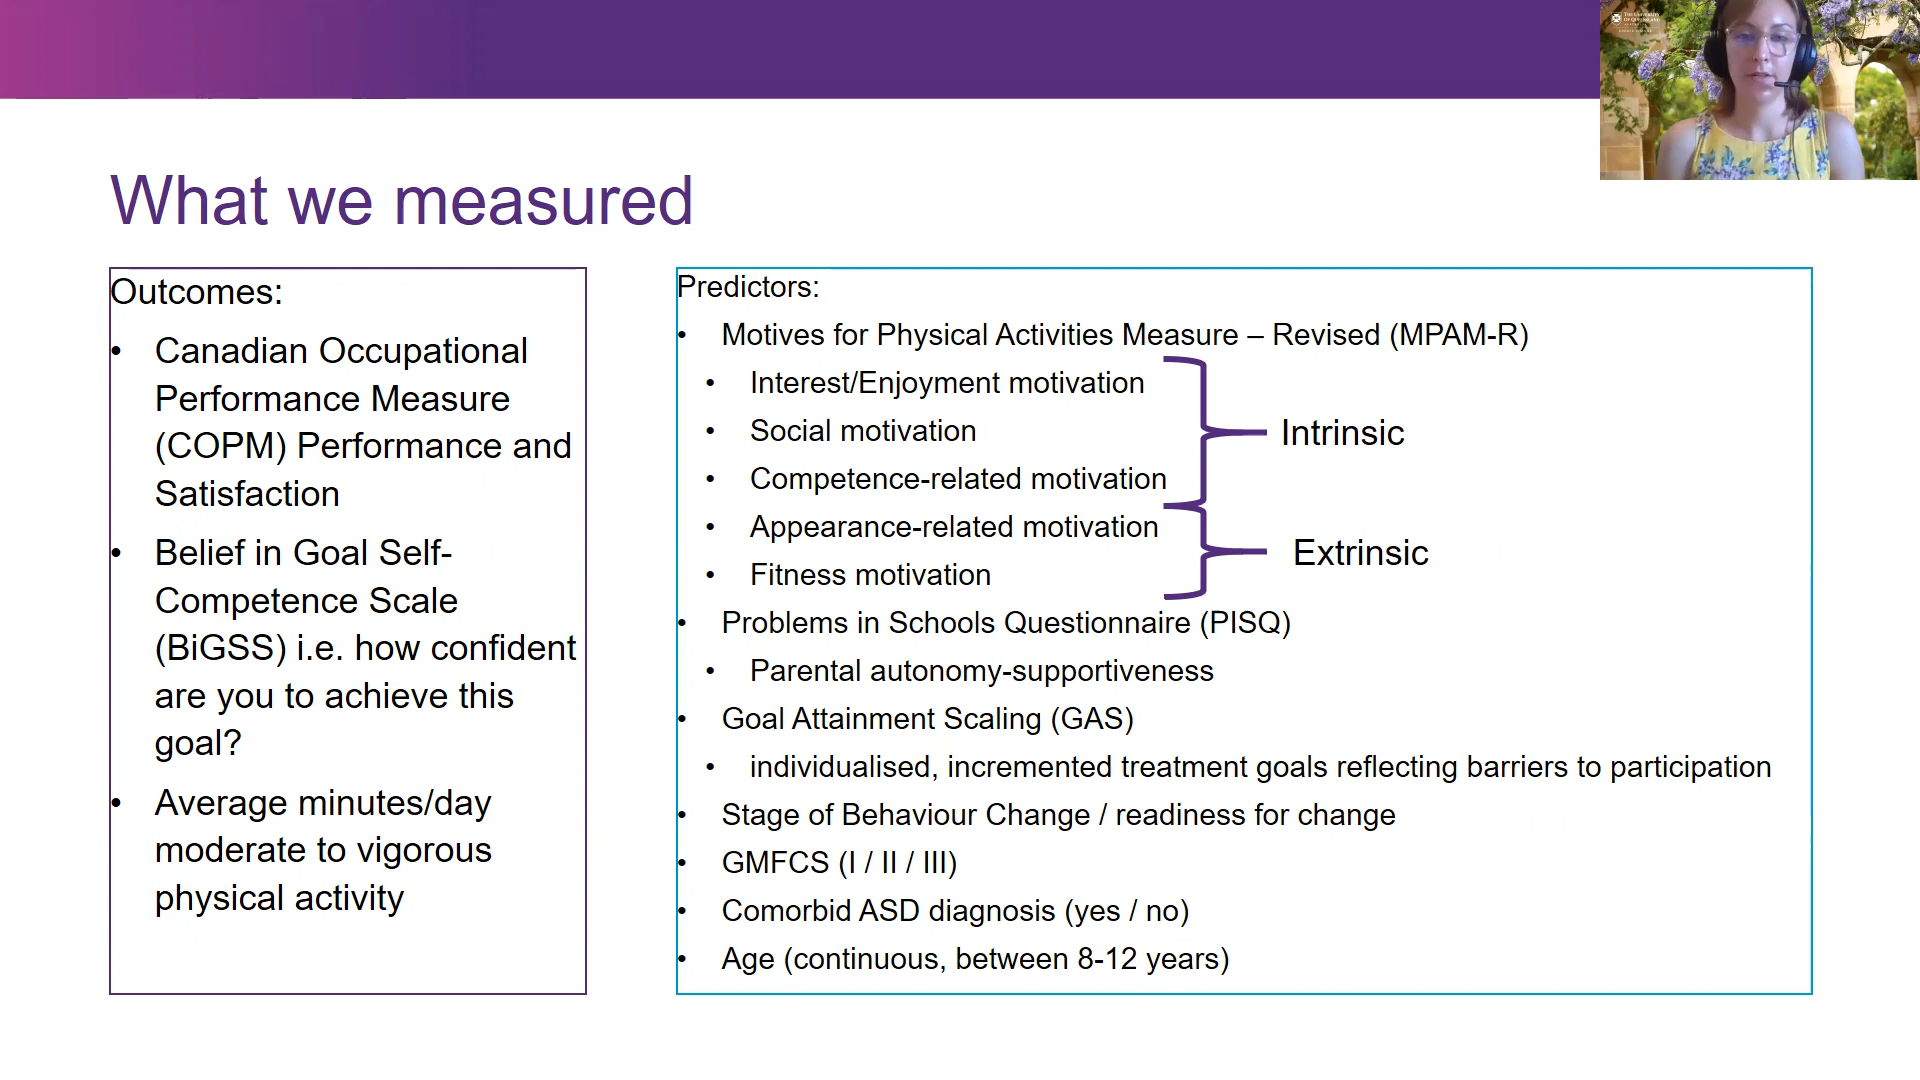 THE UNIVERSITY
OF QUEENSLAND
What we measured
Outcomes:
• Canadian Occupational
Performance Measure
(COPM) Performance and
Satisfaction
• Belief in Goal Self-
Competence Scale
(BiGSS) i.e. how confident
are you to achieve this
goal?
• Average minutes/day
moderate to vigorous
physical activity
Predictors:
• Motives for Physical Activities Measure – Revised (MPAM-R)
• Interest/Enjoyment motivation
• Social motivation
• Competence-related motivation
Intrinsic
• Appearance-related motivation
• Fitness motivation
Extrinsic
• Problems in Schools Questionnaire (PISQ)
• Parental autonomy-supportiveness
• Goal Attainment Scaling (GAS)
• individualised, incremented treatment goals reflecting barriers to participation
• Stage of Behaviour Change / readiness for change
• GMFCS (I / II / III)
• Comorbid ASD diagnosis (yes / no)
• Age (continuous, between 8-12 years)